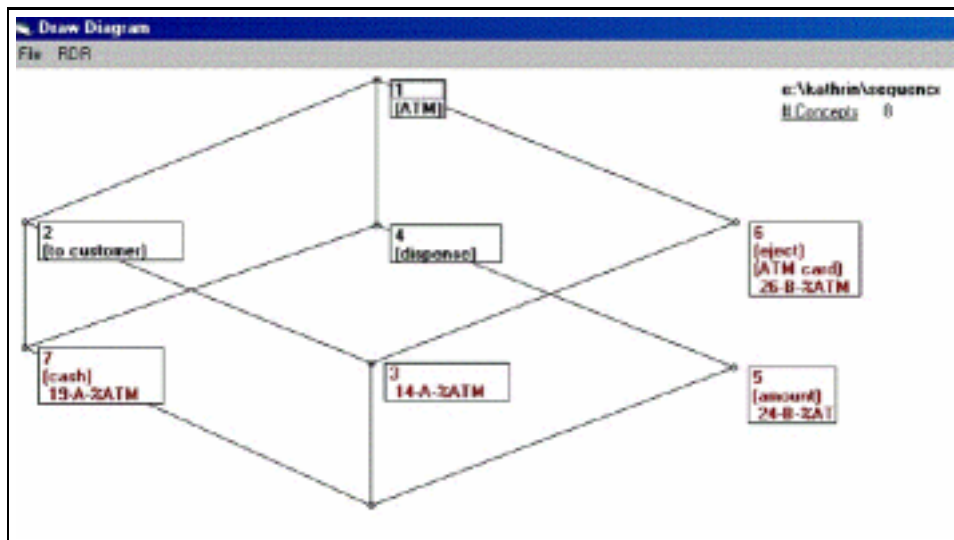 Draw Diagram
File RDR
1
[ATM]
e:\kathrin\sequence
# Concepts 8
2
[to customer]
4
[dispense]
6
[eject]
[ATM card]
26-B-%ATM
7
[cash]
19-A-%ATM
3
14-A-%ATM
5
[amount]
24-B-%AT